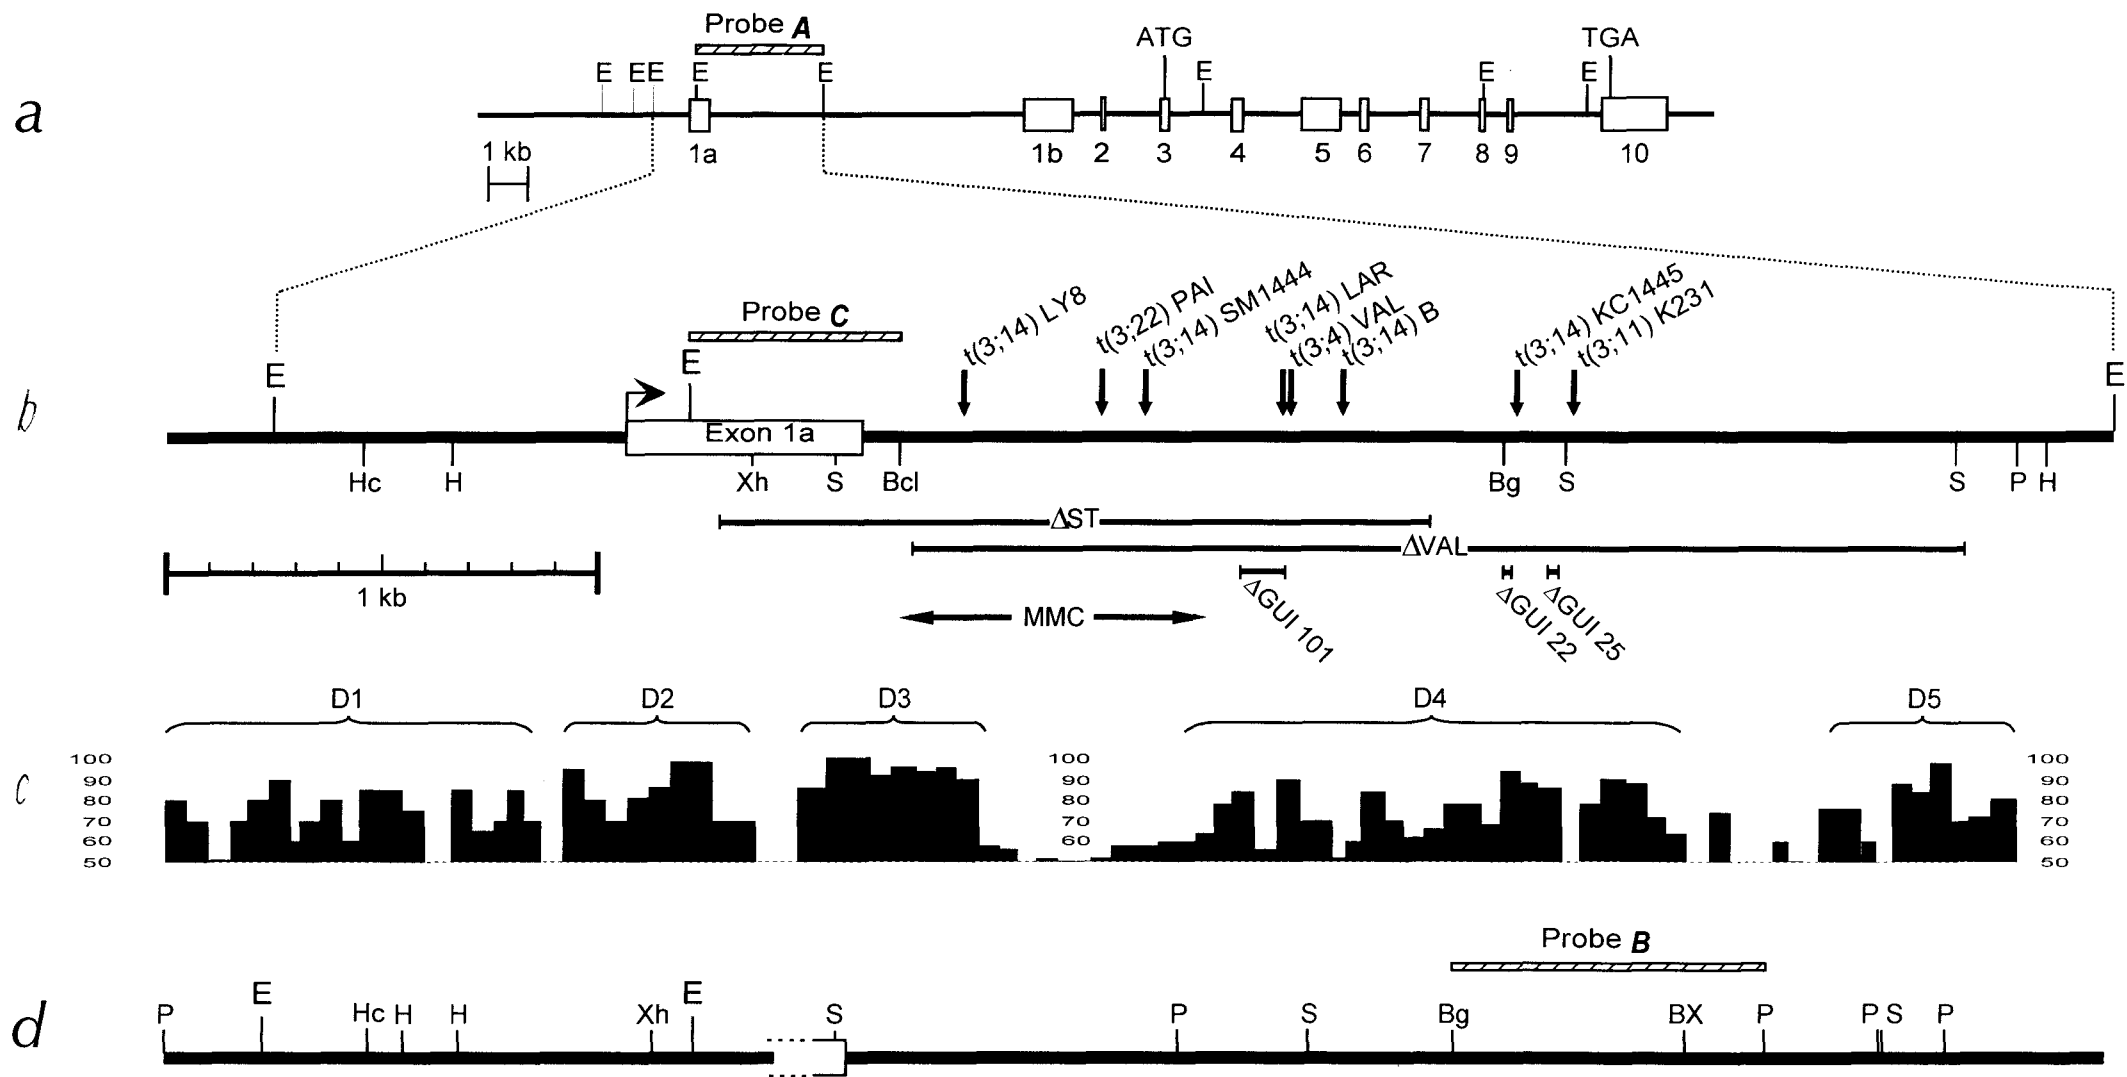 a
Probe A
ATG
TGA
E EE E E E E E
1a 1b 2 3 4 5 6 7 8 9 10
1 kb
b
Probe C
t(3;14) LY8
t(3;22) PAI
t(3;14) SM1444
t(3;14) LAR
t(3;4) VAL
t(3;14) B
t(3;14) KC1445
t(3;11) K231
E E E
Exon 1a
Hc H Xh S Bcl Bg S S P H
ΔST
ΔVAL
1 kb
ΔGUI 101
ΔGUI 22
ΔGUI 25
MMC
c
D1 D2 D3 D4 D5
100 100 100
90 90 90
80 80 80
70 70 70
60 60 60
50 50
d
Probe B
P E Hc H H Xh E S P S Bg BX P P S P